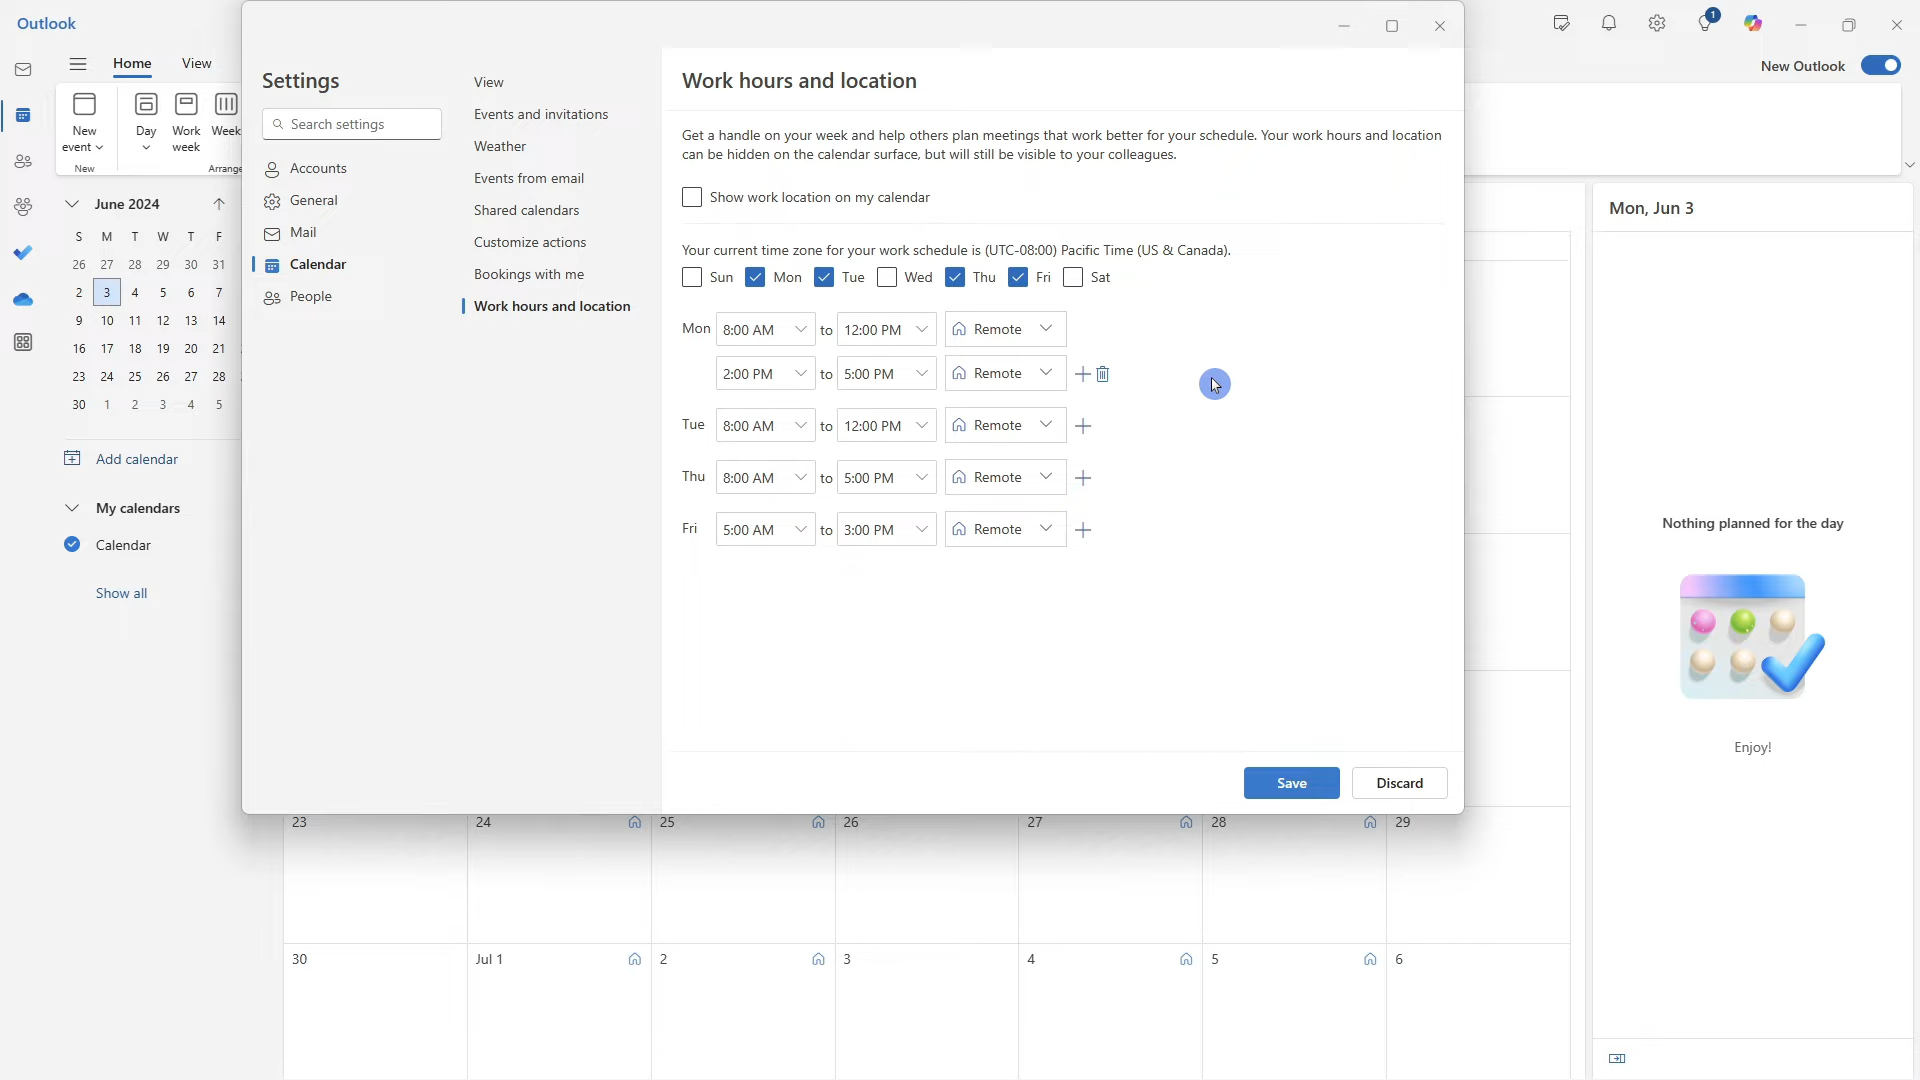 Outlook
1
Home
View
New Outlook
New event
Day
Work week
Week
New
Arrange
June 2024
S M T W T F
26 27 28 29 30 31
2 3 4 5 6 7
9 10 11 12 13 14
16 17 18 19 20 21
23 24 25 26 27 28
30 1 2 3 4 5
Add calendar
My calendars
Calendar
Show all
Settings
Search settings
Accounts
General
Mail
Calendar
People
View
Events and invitations
Weather
Events from email
Shared calendars
Customize actions
Bookings with me
Work hours and location
Work hours and location
Get a handle on your week and help others plan meetings that work better for your schedule. Your work hours and location
can be hidden on the calendar surface, but will still be visible to your colleagues.
Show work location on my calendar
Your current time zone for your work schedule is (UTC-08:00) Pacific Time (US & Canada).
Sun Mon Tue Wed Thu Fri Sat
Mon 8:00 AM to 12:00 PM Remote
2:00 PM to 5:00 PM Remote
Tue 8:00 AM to 12:00 PM Remote
Thu 8:00 AM to 5:00 PM Remote
Fri 5:00 AM to 3:00 PM Remote
Save
Discard
23 24 25 26 27 28 29
30 Jul 1 2 3 4 5 6
Mon, Jun 3
Nothing planned for the day
Enjoy!